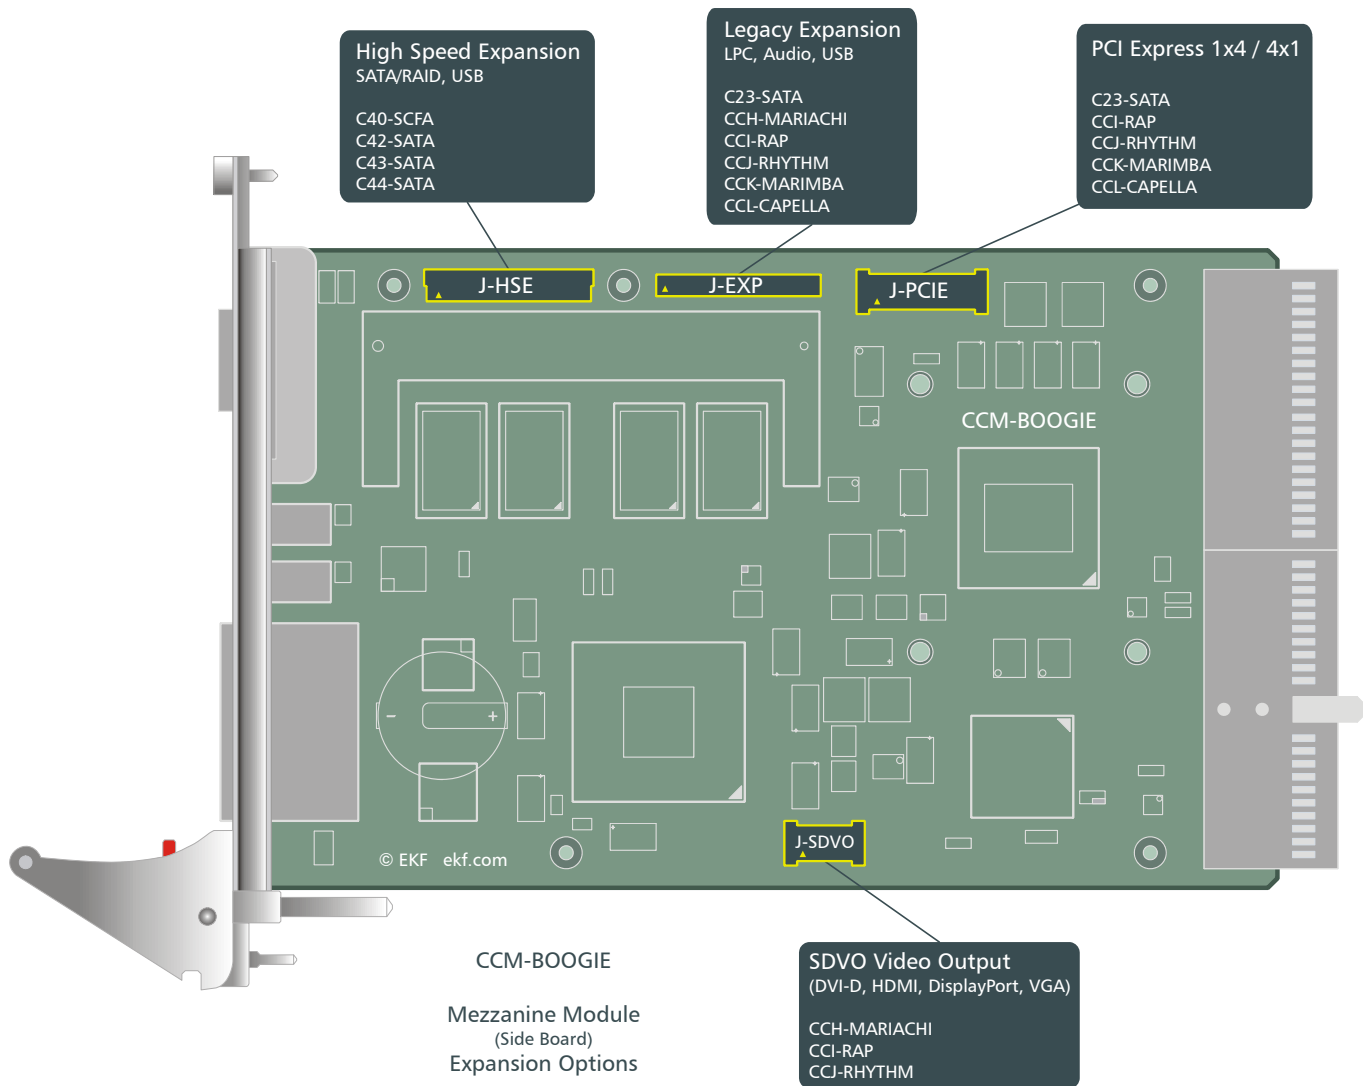 High Speed Expansion
SATA/RAID, USB
C40-SCFA
C42-SATA
C43-SATA
C44-SATA
Legacy Expansion
LPC, Audio, USB
C23-SATA
CCH-MARIACHI
CCI-RAP
CCJ-RHYTHM
CCK-MARIMBA
CCL-CAPELLA
PCI Express 1x4 / 4x1
C23-SATA
CCI-RAP
CCJ-RHYTHM
CCK-MARIMBA
CCL-CAPELLA
J-HSE
J-EXP
J-PCIE
CCM-BOOGIE
− +
J-SDVO
© EKF ekf.com
CCM-BOOGIE
Mezzanine Module
(Side Board)
Expansion Options
SDVO Video Output
(DVI-D, HDMI, DisplayPort, VGA)
CCH-MARIACHI
CCI-RAP
CCJ-RHYTHM